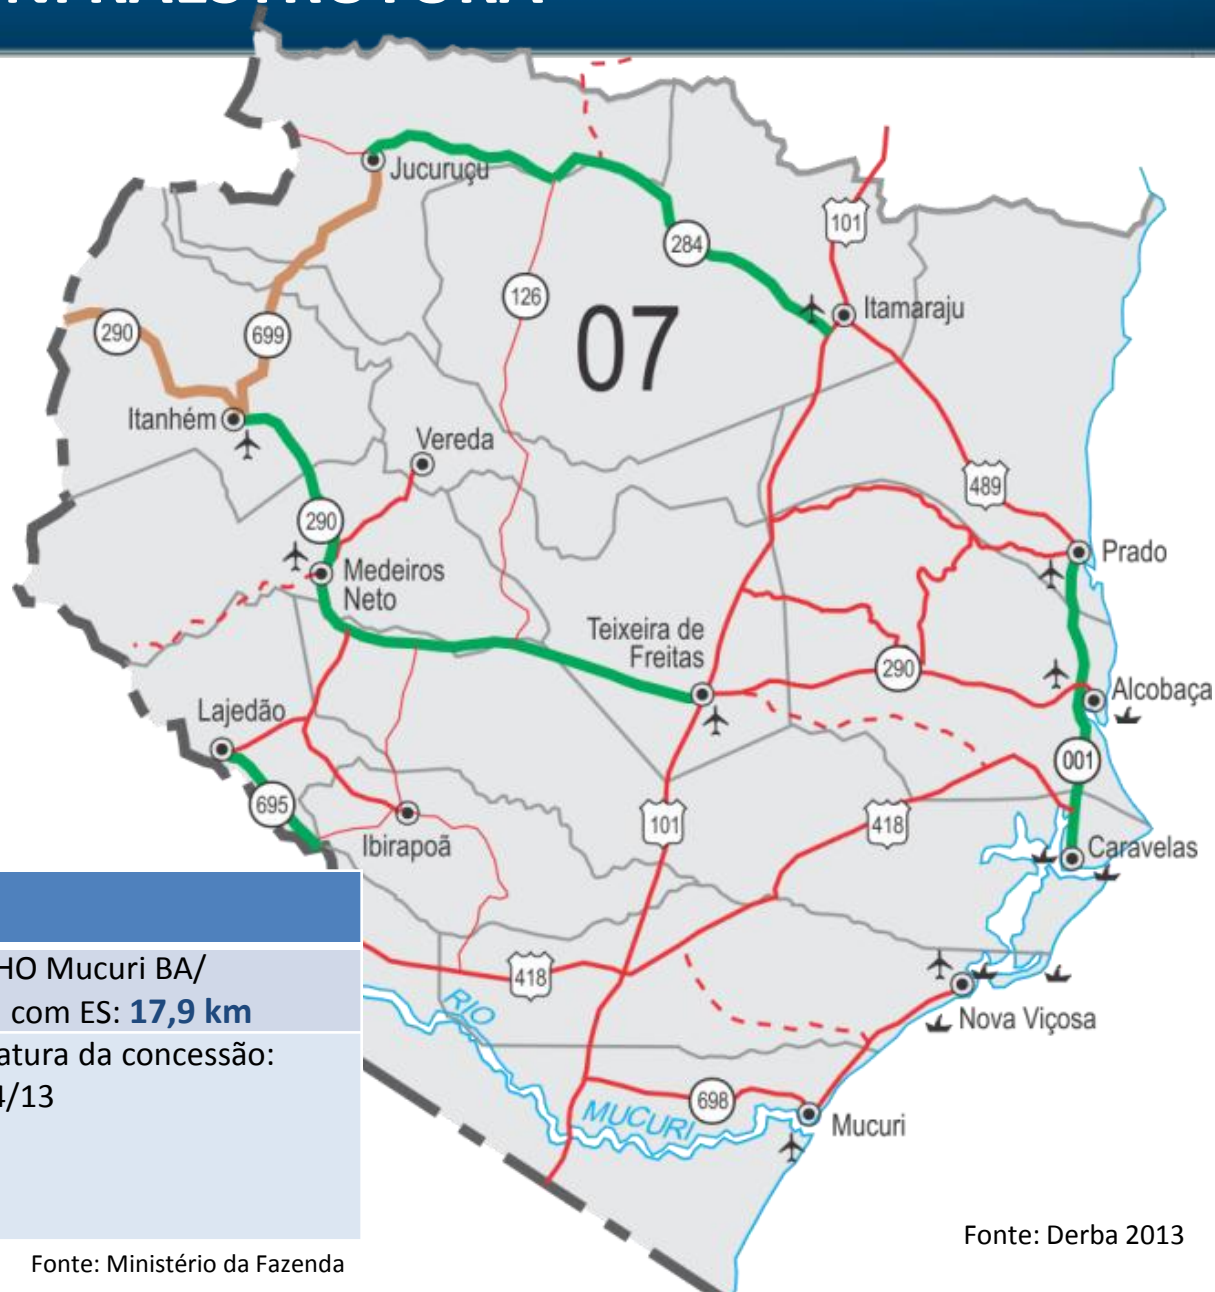 101
Jucuruçu
284
126
Itamaraju
07
290
699
Itanhém
Vereda
489
290
Prado
Medeiros
Neto
Teixeira de
Freitas
290
Alcobaça
Lajedão
001
695
101
418
Ibirapoã
Caravelas
HO Mucuri BA/
com ES: 17,9 km
atura da concessão:
4/13
418
RIO
MUCURI
Nova Viçosa
698
Mucuri
Fonte: Derba 2013
Fonte: Ministério da Fazenda